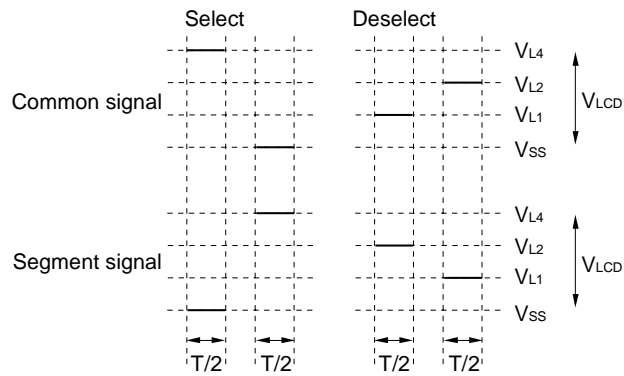 Select Deselect
VL4
VL2
Common signal VLCD
VL1
VSS
VL4
VL2
Segment signal VLCD
VL1
VSS
T/2 T/2 T/2 T/2